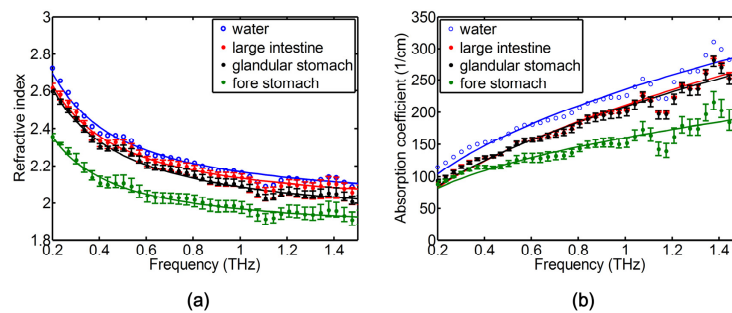 3
2.8
2.6
2.4
2.2
2
1.8
0.2 0.4 0.6 0.8 1 1.2 1.4
Refractive index
Frequency (THz)
water
large intestine
glandular stomach
fore stomach
(a)
350
300
250
200
150
100
50
0
0.2 0.4 0.6 0.8 1 1.2 1.4
Absorption coefficient (1/cm)
Frequency (THz)
water
large intestine
glandular stomach
fore stomach
(b)